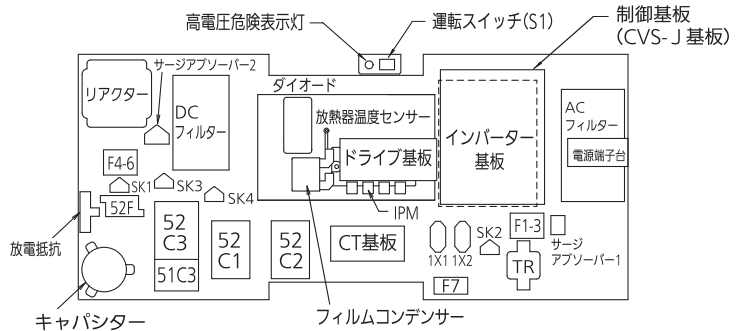 高電圧危険表示灯
運転スイッチ(S1)
制御基板
(CVS-J基板)
サージアブソーバー2
リアクター
DC
フィルター
ダイオード
放熱器温度センサー
ドライブ基板
インバーター
基板
AC
フィルター
電源端子台
F4-6
SK1
SK3
SK4
52F
IPM
放電抵抗
52
C3
51C3
52
C1
52
C2
CT基板
1X1
1X2
SK2
F1-3
サージ
アブソーバー1
TR
F7
キャパシター
フィルムコンデンサー